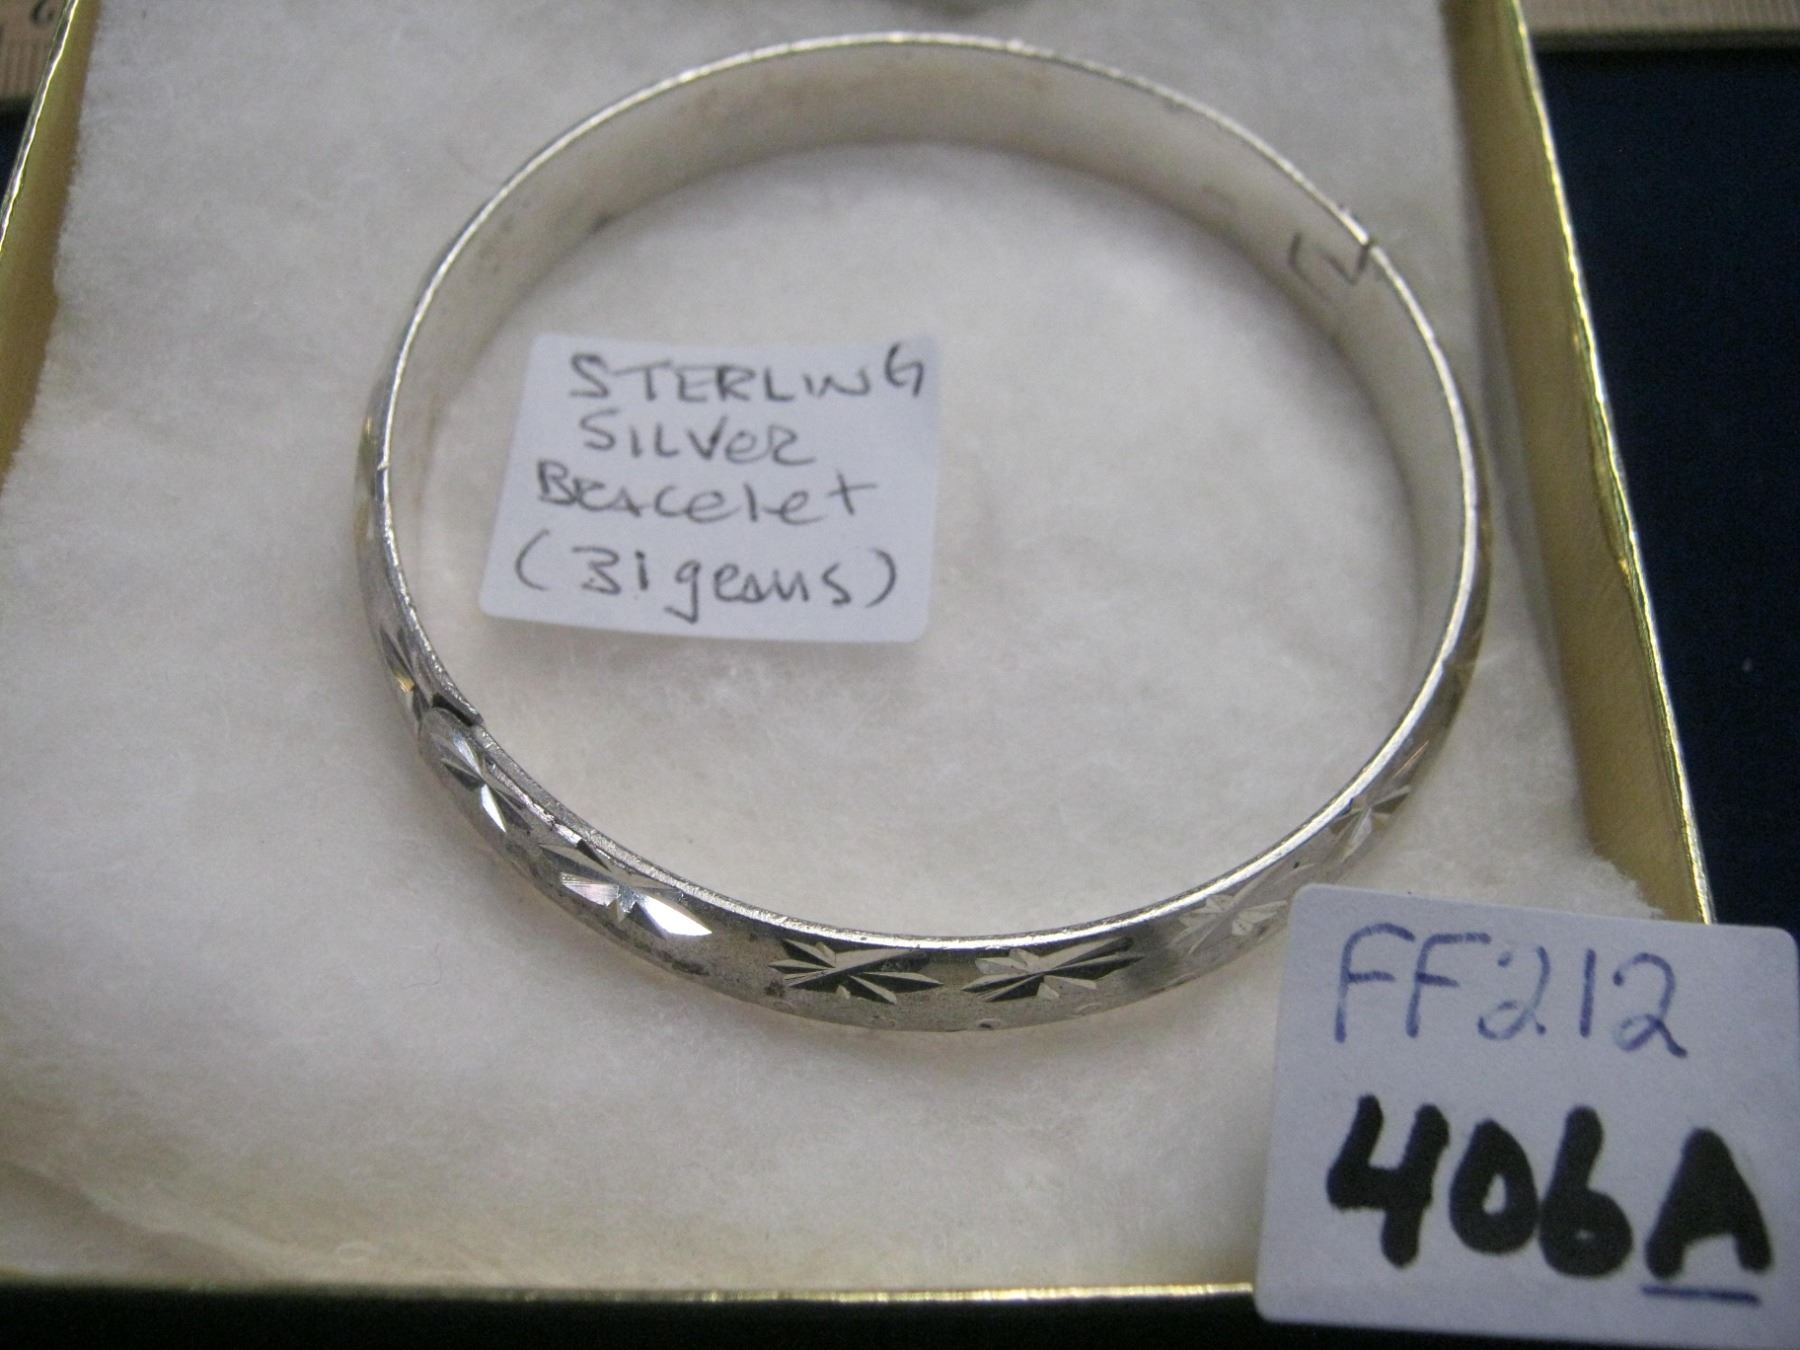 STERLING
SILVER
BRACELET
(31 GRAMS)
FF212
406A